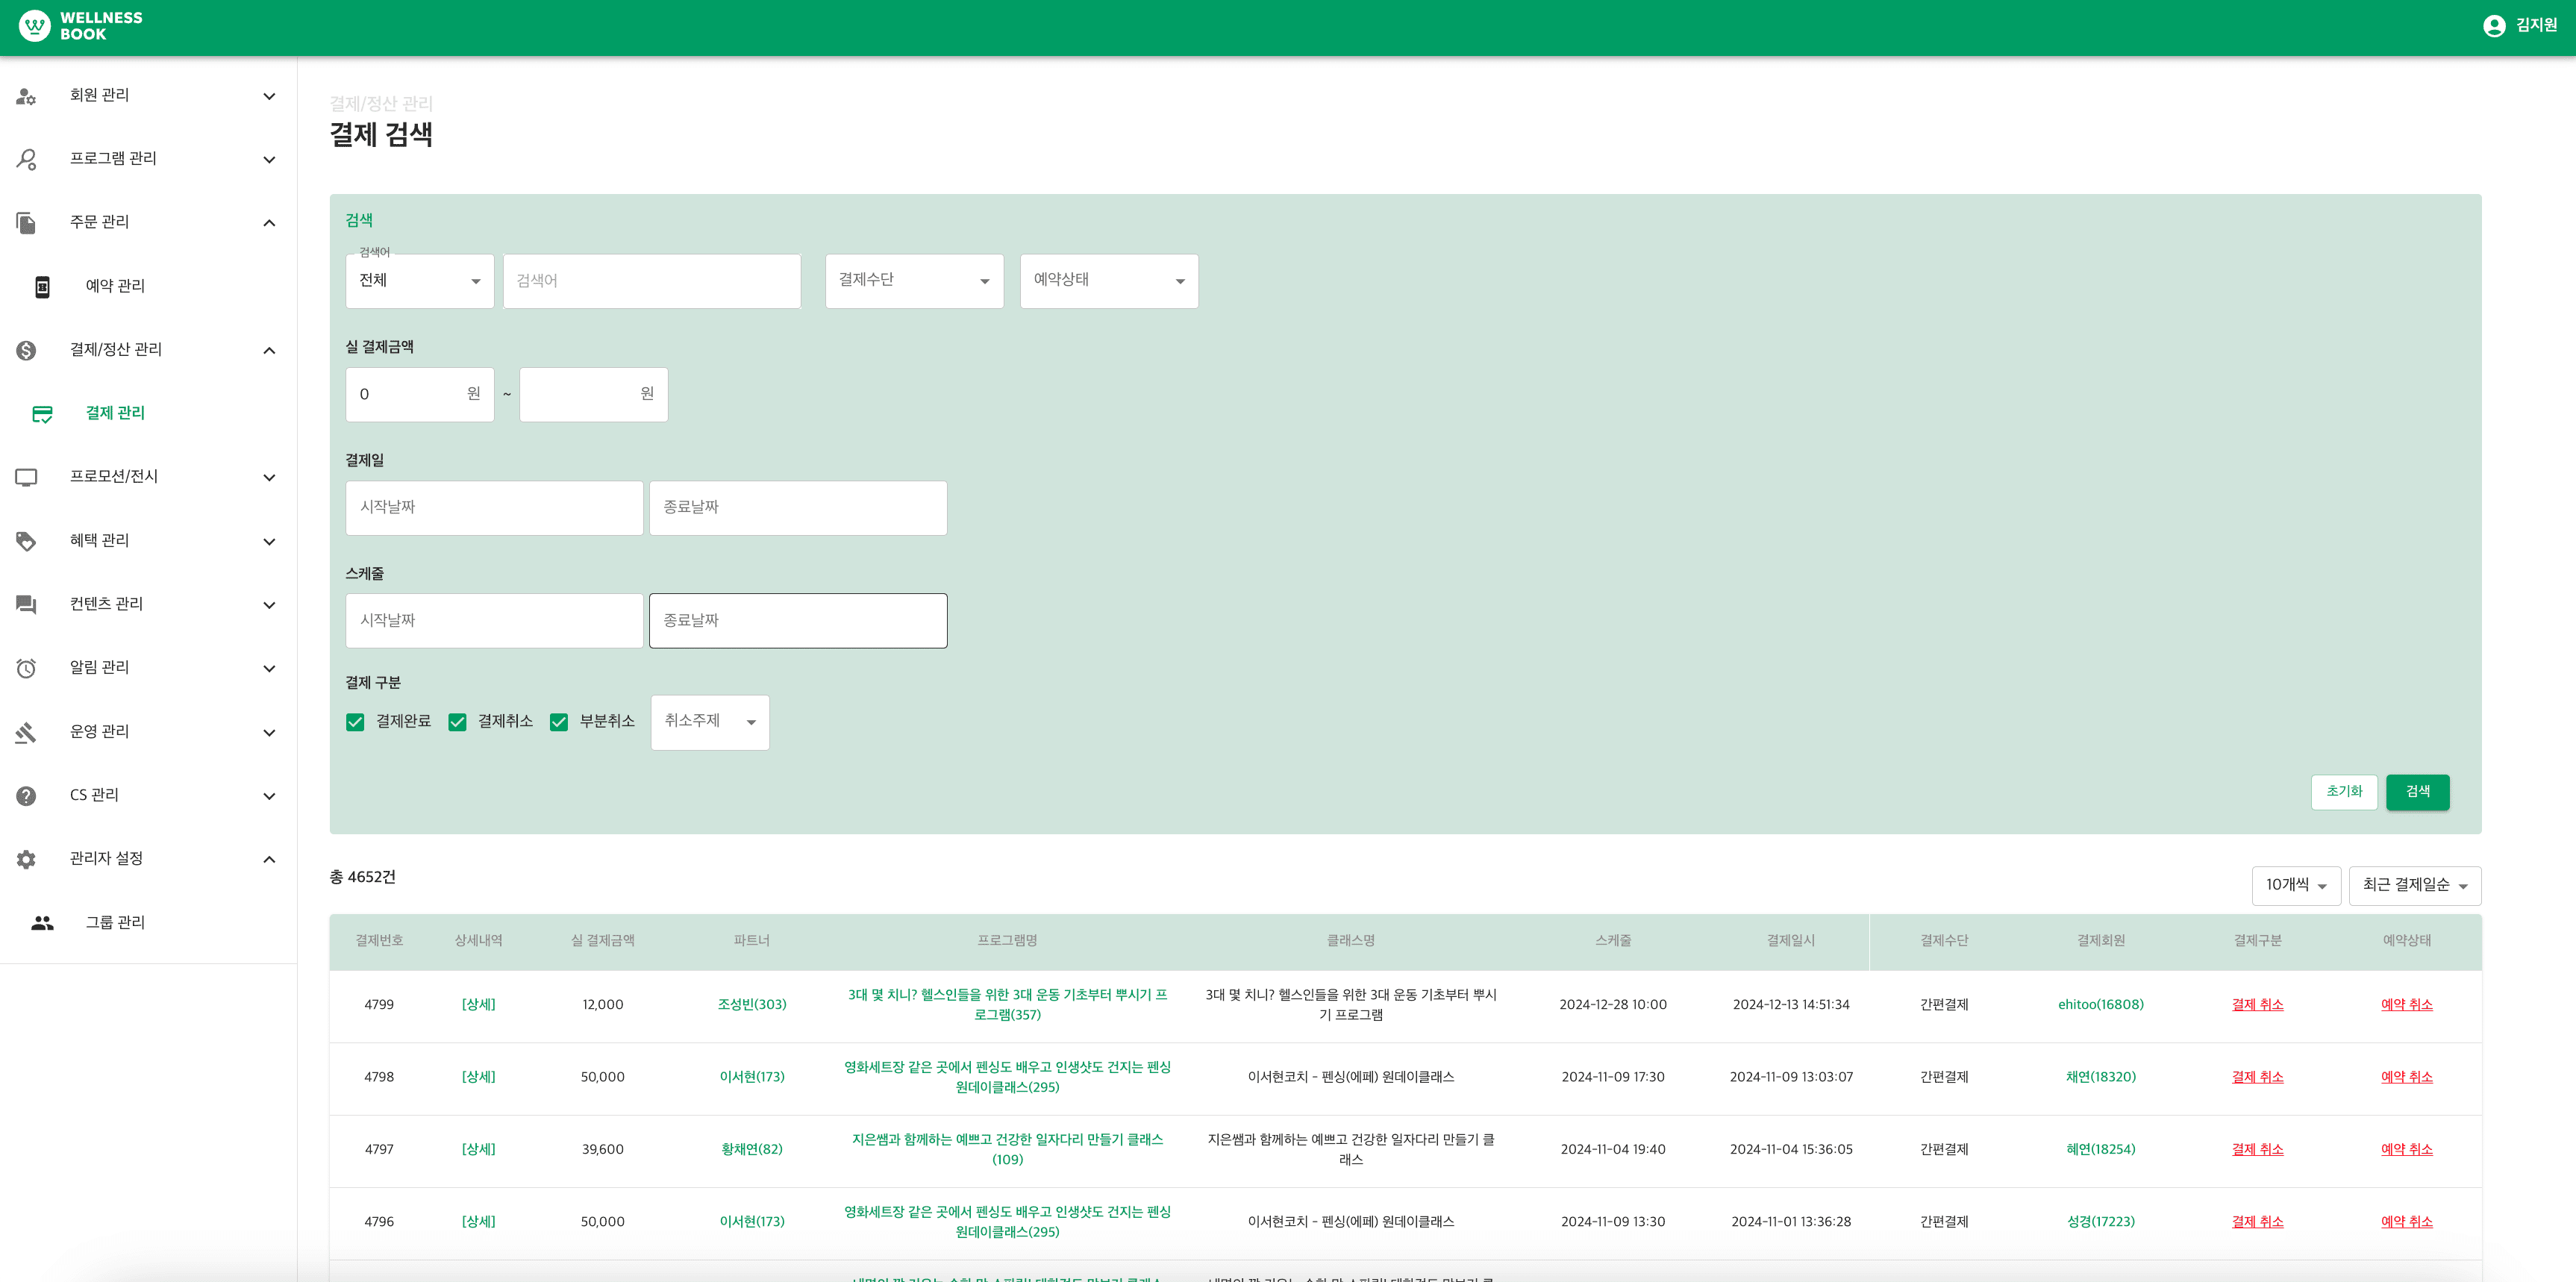 WELLNESS
BOOK
김지원
회원 관리
프로그램 관리
주문 관리
예약 관리
결제/정산 관리
결제 관리
프로모션/전시
혜택 관리
컨텐츠 관리
알림 관리
운영 관리
CS 관리
관리자 설정
그룹 관리
결제/정산 관리
결제 검색
검색
검색어
전체 검색어 결제수단 예약상태
실 결제금액
0 원 ~ 원
결제일
시작날짜 종료날짜
스케줄
시작날짜 종료날짜
결제 구분
결제완료 결제취소 부분취소 취소주제
초기화 검색
총 4652건
10개씩 최근 결제일순
결제번호 상세내역 실 결제금액 파트너 프로그램명 클래스명 스케줄 결제일시 결제수단 결제회원 결제구분 예약상태
3대 몇 치니? 헬스인들을 위한 3대 운동 기초부터 뿌시기 프 3대 몇 치니? 헬스인들을 위한 3대 운동 기초부터 뿌시
4799 [상세] 12,000 조성빈(303) 2024-12-28 10:00 2024-12-13 14:51:34 간편결제 ehitoo(16808) 결제 취소 예약 취소
로그램(357) 기 프로그램
영화세트장 같은 곳에서 펜싱도 배우고 인생샷도 건지는 펜싱
4798 [상세] 50,000 이서현(173) 이서현코치 - 펜싱(에페) 원데이클래스 2024-11-09 17:30 2024-11-09 13:03:07 간편결제 채연(18320) 결제 취소 예약 취소
원데이클래스(295)
지은쌤과 함께하는 예쁘고 건강한 일자다리 만들기 클래스 지은쌤과 함께하는 예쁘고 건강한 일자다리 만들기 클
4797 [상세] 39,600 황채연(82) 2024-11-04 19:40 2024-11-04 15:36:05 간편결제 혜연(18254) 결제 취소 예약 취소
(109) 래스
영화세트장 같은 곳에서 펜싱도 배우고 인생샷도 건지는 펜싱
4796 [상세] 50,000 이서현(173) 이서현코치 - 펜싱(에페) 원데이클래스 2024-11-09 13:30 2024-11-01 13:36:28 간편결제 성경(17223) 결제 취소 예약 취소
원데이클래스(295)